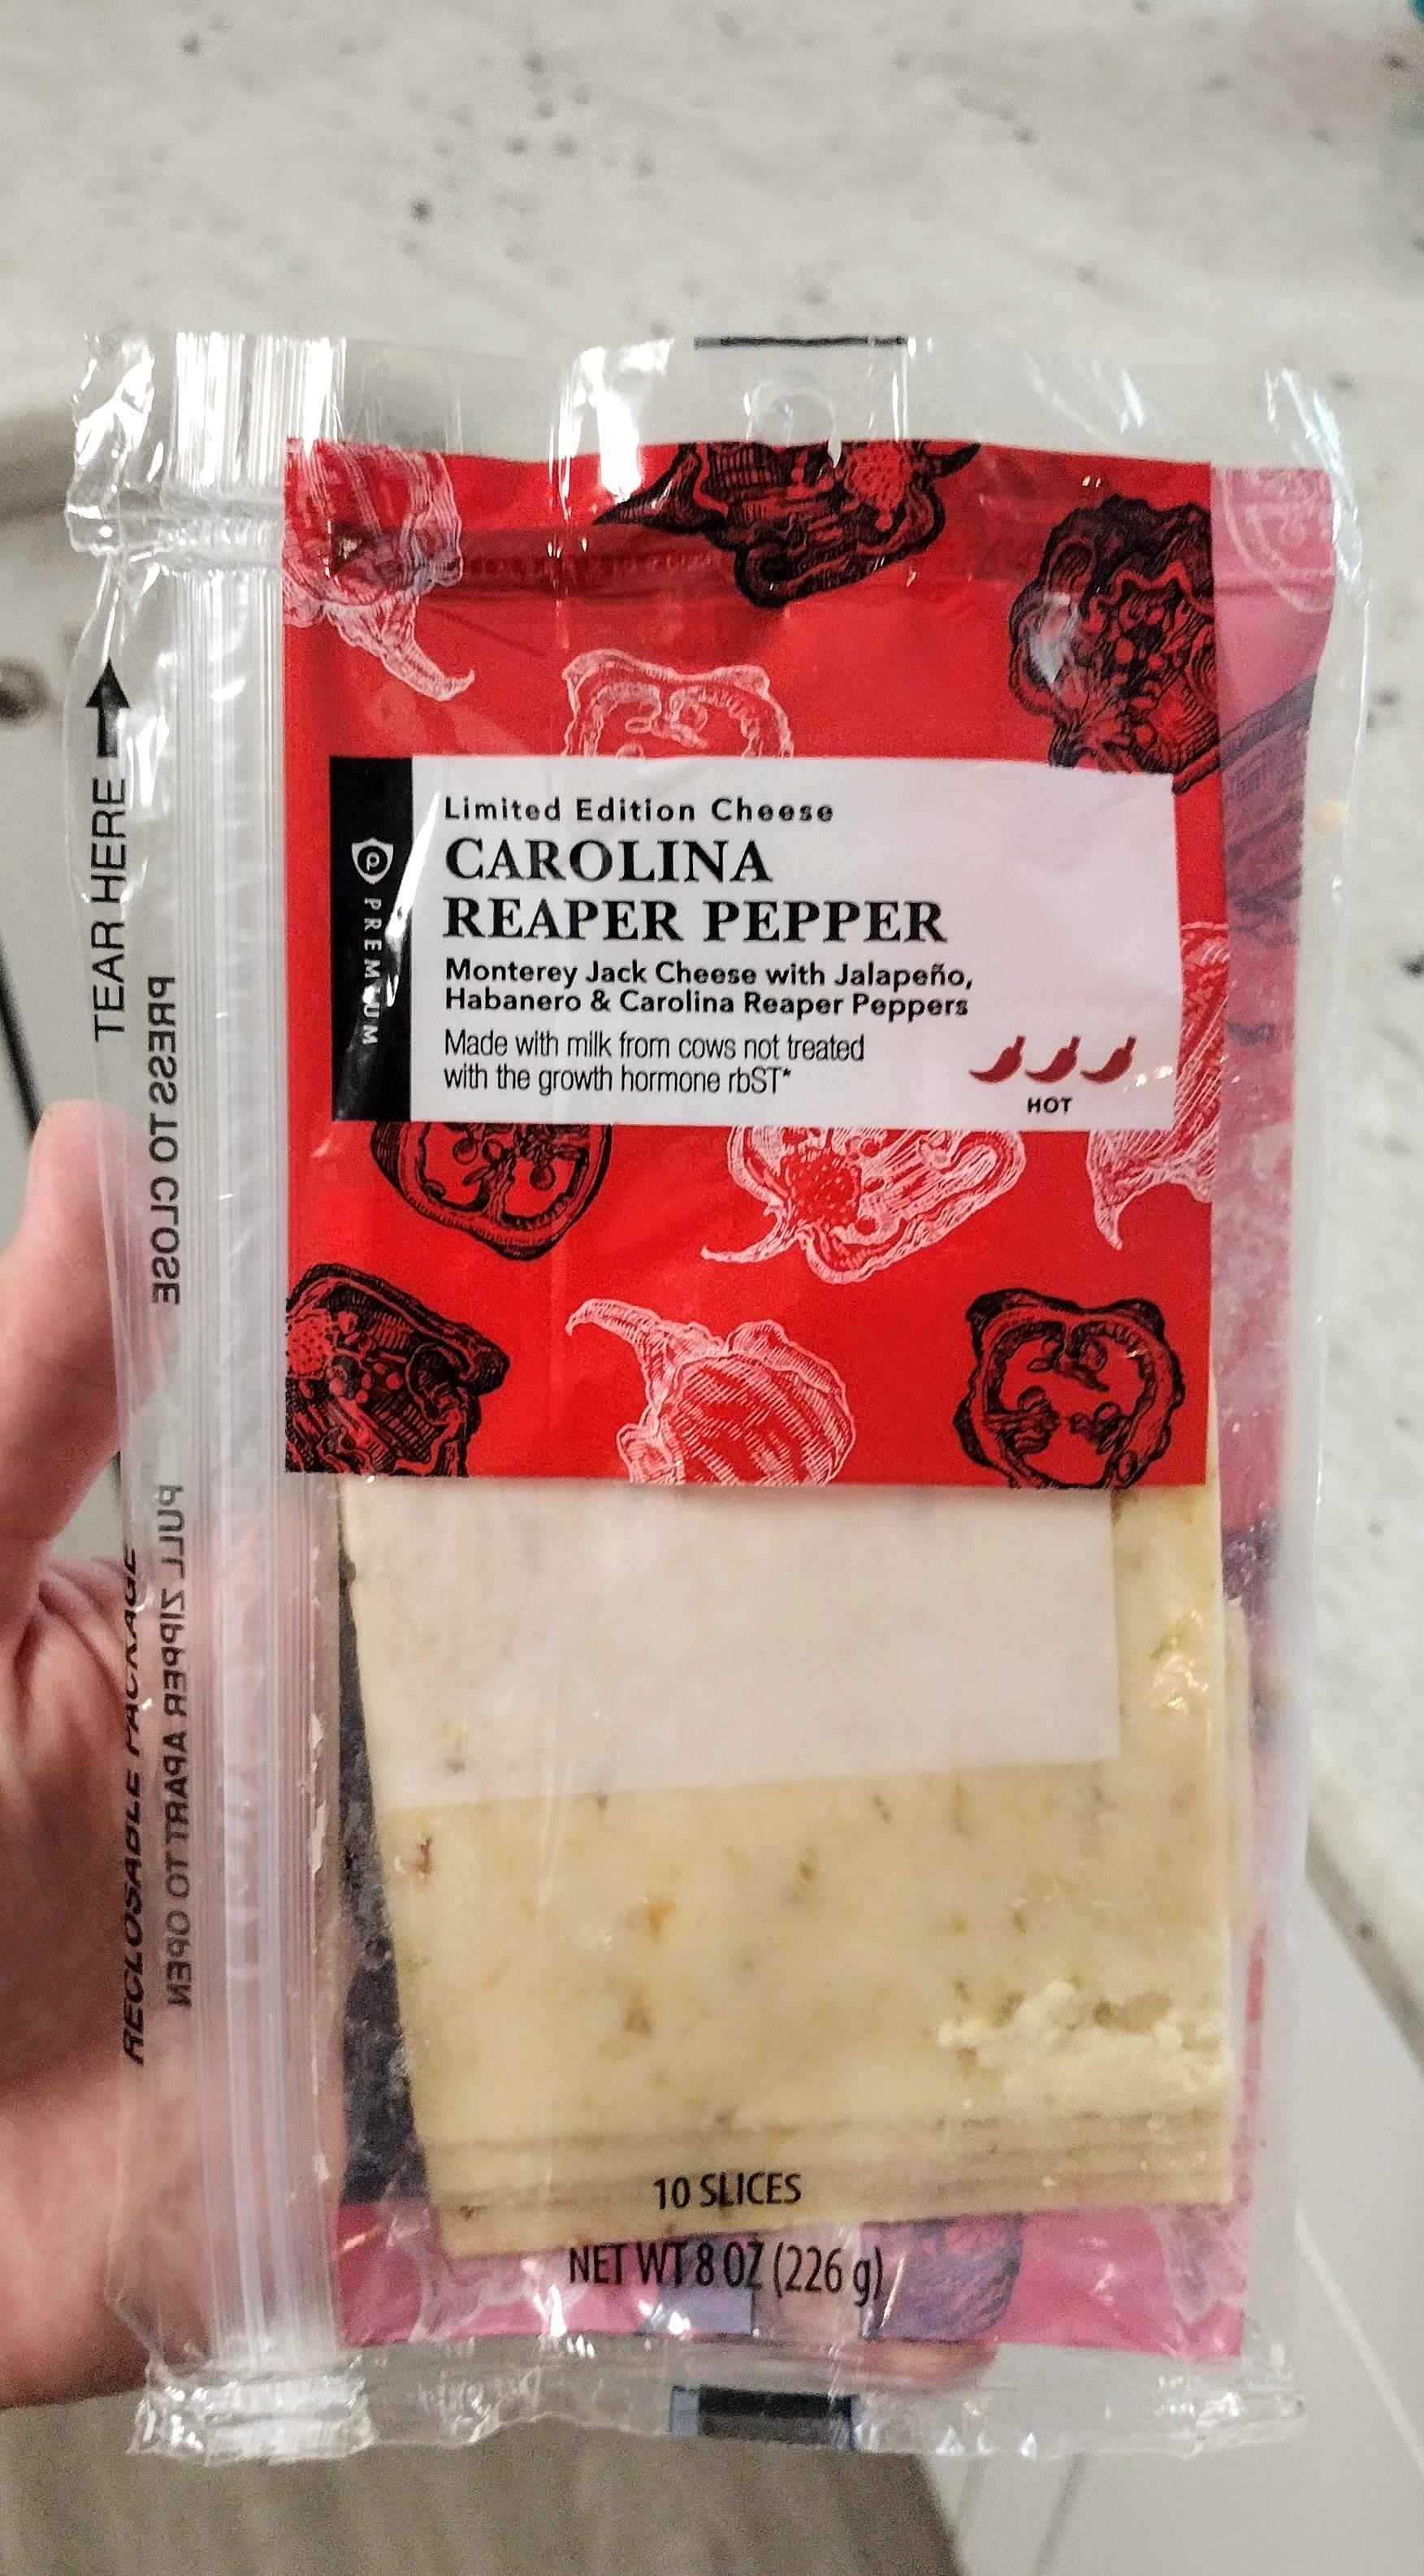 Limited Edition Cheese
CAROLINA
REAPER PEPPER
Monterey Jack Cheese with Jalapeño,
Habanero & Carolina Reaper Peppers
Made with milk from cows not treated
with the growth hormone rbST*
HOT
P PREMIUM
TEAR HERE
PRESS TO CLOSE
RECLOSABLE PACKAGE
PULL ZIPPER APART TO OPEN
10 SLICES
NET WT 8 OZ (226 g)